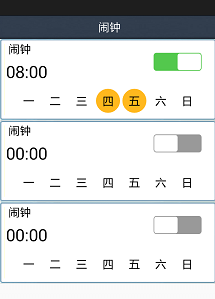 闹钟
闹钟
08:00
一 二 三 四 五 六 日
闹钟
00:00
一 二 三 四 五 六 日
闹钟
00:00
一 二 三 四 五 六 日